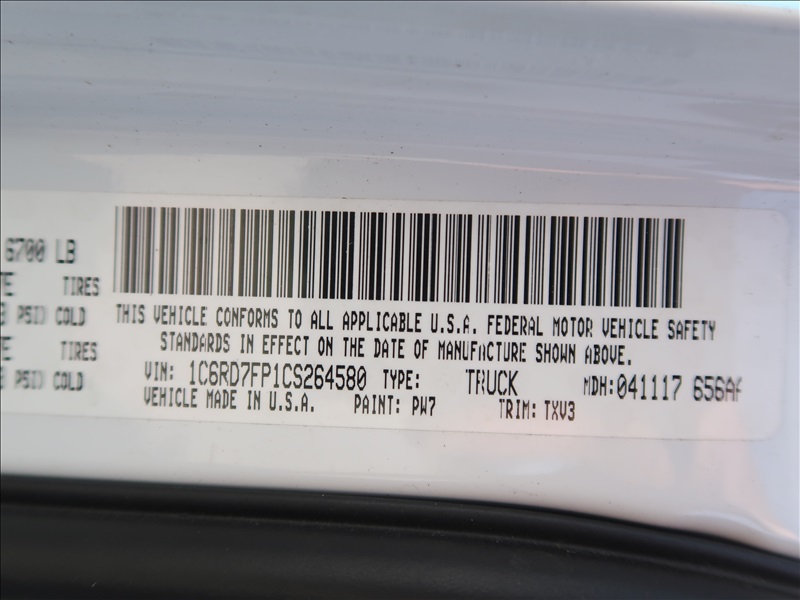 6700 LB
TIRES
PSI) COLD
TIRES
PSI) COLD
THIS VEHICLE CONFORMS TO ALL APPLICABLE U.S.A. FEDERAL MOTOR VEHICLE SAFETY
STANDARDS IN EFFECT ON THE DATE OF MANUFACTURE SHOWN ABOVE.
VIN: 1C6RD7FP1CS264580 TYPE: TRUCK MDH:041117 656AA
VEHICLE MADE IN U.S.A. PAINT: PW7 TRIM: TXV3